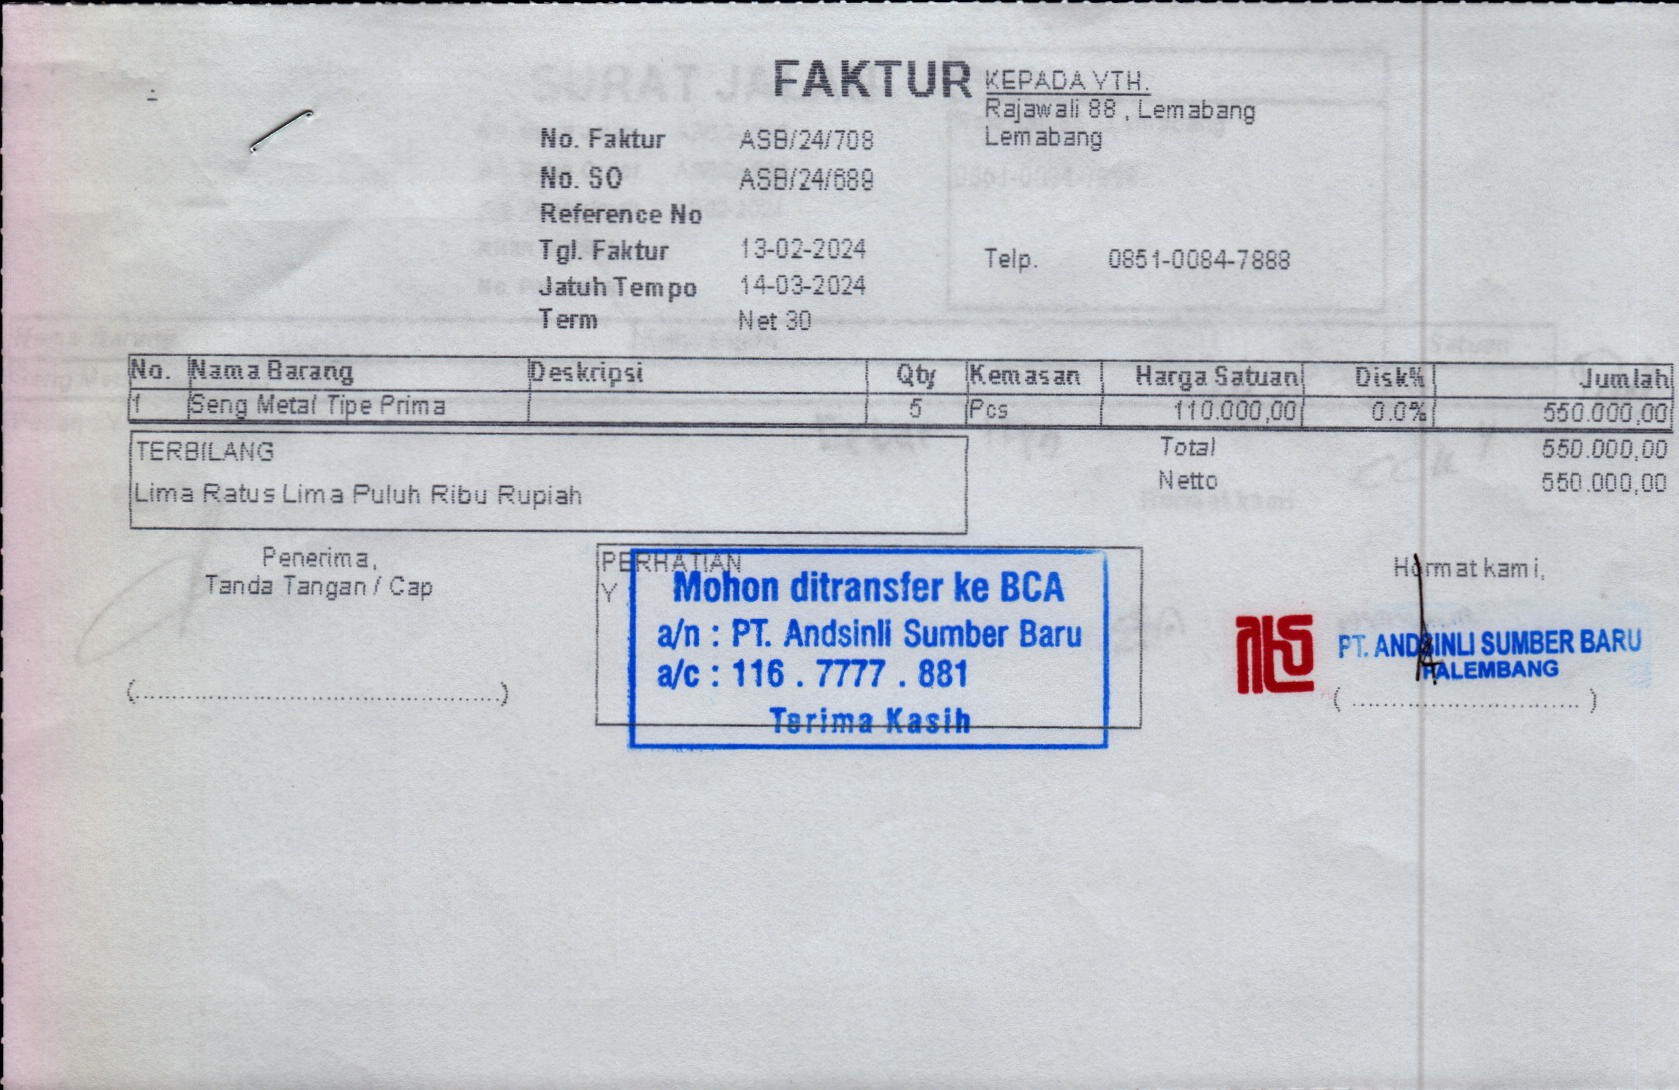 FAKTUR
KEPADA YTH.
Rajawali 88 , Lemabang
Lemabang
No. Faktur ASB/24/708
No. SO ASB/24/689
Reference No
Tgl. Faktur 13-02-2024
Telp. 0851-0084-7888
Jatuh Tempo 14-03-2024
Term Net 30
No. Nama Barang Deskripsi Qty Kemasan Harga Satuan Disk% Jumlah
1 Seng Metal Tipe Prima 5 Pcs 110.000,00 0.0% 550.000,00
TERBILANG
Lima Ratus Lima Puluh Ribu Rupiah
Total 550.000,00
Netto 550.000,00
Penerima,
Tanda Tangan / Cap
(..................................................)
PERHATIAN
Y
Mohon ditransfer ke BCA
a/n : PT. Andsinli Sumber Baru
a/c : 116 . 7777 . 881
Terima Kasih
Hormat kami,
PT. ANDSINLI SUMBER BARU
PALEMBANG
( .............................. )